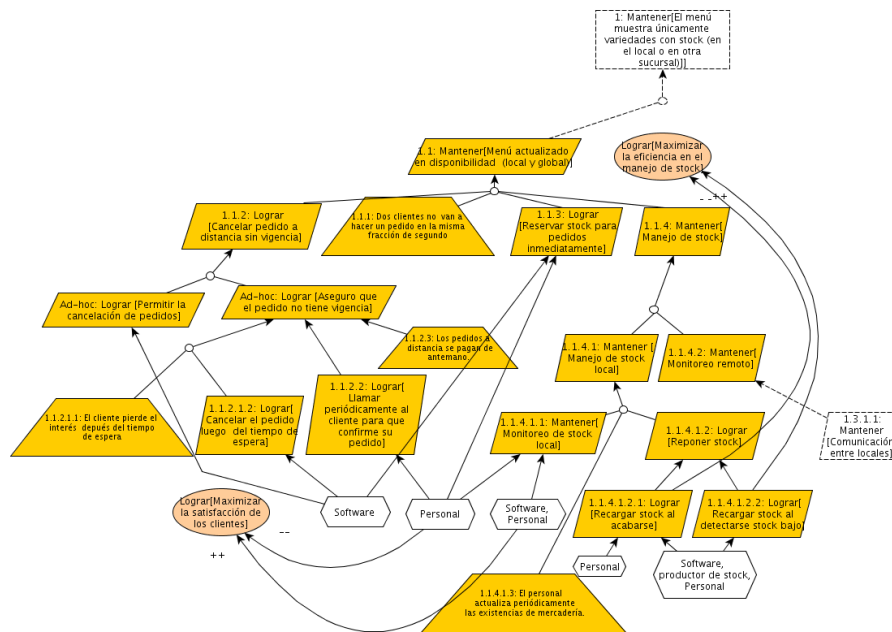 1: Mantener[El menú
muestra únicamente
variedades con stock (en
el local o en otra
sucursal)]]
1.1: Mantener[Menú actualizado
en disponibilidad (local y global)]
Lograr[Maximizar
la eficiencia en el
manejo de stock]
--
++
1.1.2: Lograr
[Cancelar pedido a
distancia sin vigencia]
1.1.1: Dos clientes no van a
hacer un pedido en la misma
fracción de segundo
1.1.3: Lograr
[Reservar stock para
pedidos
inmediatamente]
1.1.4: Mantener[
Manejo de stock]
Ad-hoc: Lograr [Permitir la
cancelación de pedidos]
Ad-hoc: Lograr [Aseguro que
el pedido no tiene vigencia]
1.1.2.3: Los pedidos a
distancia se pagan de
antemano.
1.1.4.1: Mantener [
Manejo de stock
local]
1.1.4.2: Mantener[
Monitoreo remoto]
1.1.2.1.1: El cliente pierde el
interés depués del tiempo
de espera
1.1.2.1.2: Lograr[
Cancelar el pedido
luego del tiempo de
espera]
1.1.2.2: Lograr[
Llamar
periódicamente al
cliente para que
confirme su
pedido]
1.1.4.1.1: Mantener[
Monitoreo de stock
local]
1.1.4.1.2: Lograr
[Reponer stock]
1.3.1.1:
Mantener
[Comunicación
entre locales]
Lograr[Maximizar
la satisfacción de
los clientes]
--
++
Software
Personal
Software,
Personal
1.1.4.1.2.1: Lograr
[Recargar stock al
acabarse]
1.1.4.1.2.2: Lograr[
Recargar stock al
detectarse stock bajo]
Personal
Software,
productor de stock,
Personal
1.1.4.1.3: El personal
actualiza periódicamente
las existencias de mercadería.